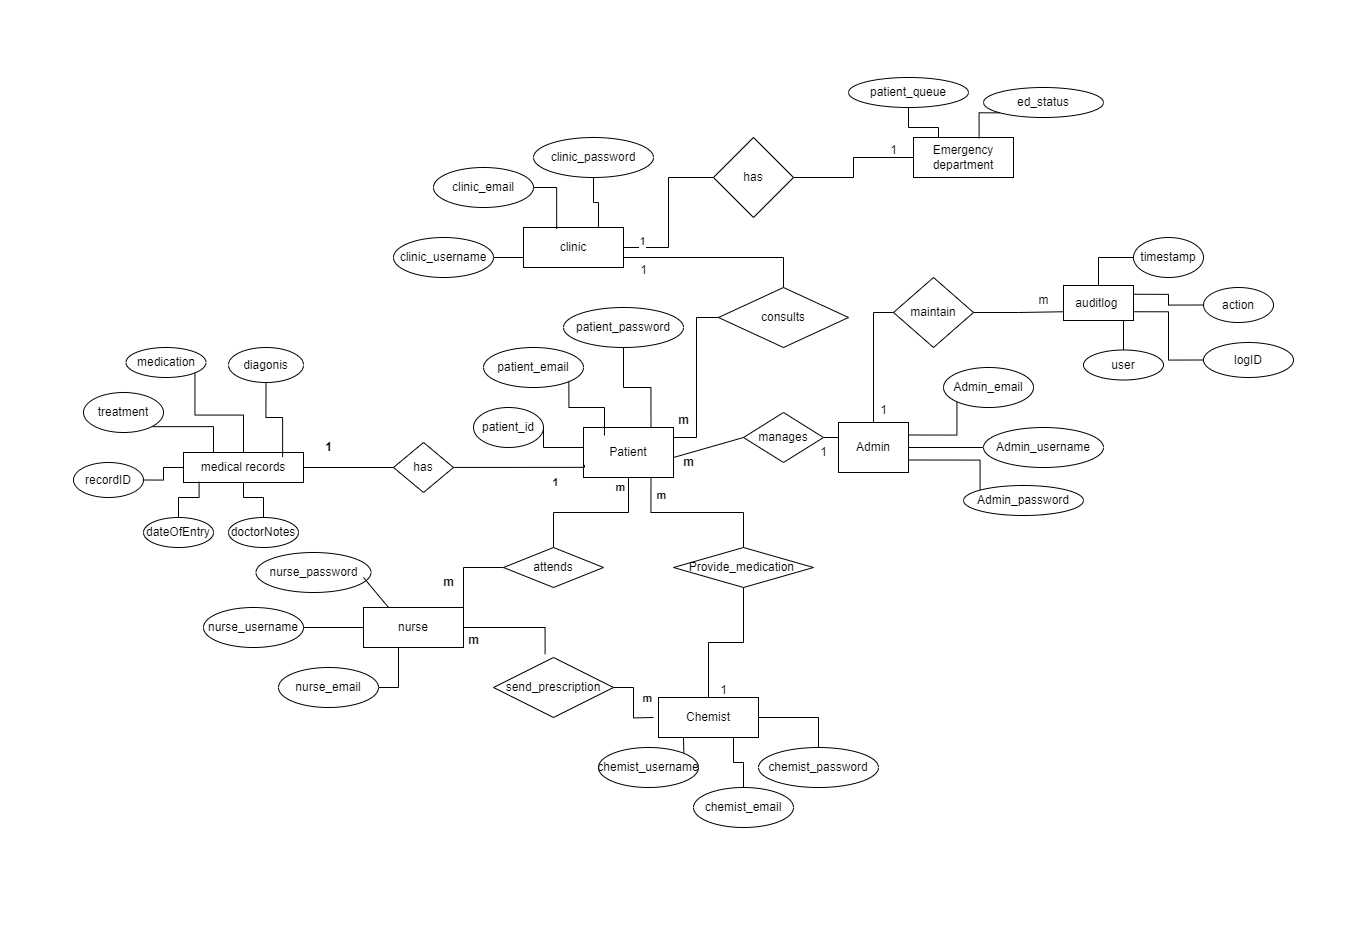 patient_queue
ed_status
Emergency
department
1
has
clinic_password
clinic_email
clinic
1
clinic_username
1
timestamp
auditlog
action
m
maintain
consults
patient_password
user
logID
medication
diagonis
patient_email
Admin_email
treatment
1
m
patient_id
manages
Admin
Admin_username
1
Patient
1
m
medical records
has
recordID
1
m
m
Admin_password
dateOfEntry
doctorNotes
nurse_password
attends
Provide_medication
m
nurse_username
nurse
m
nurse_email
send_prescription
m
1
Chemist
chemist_username
chemist_password
chemist_email